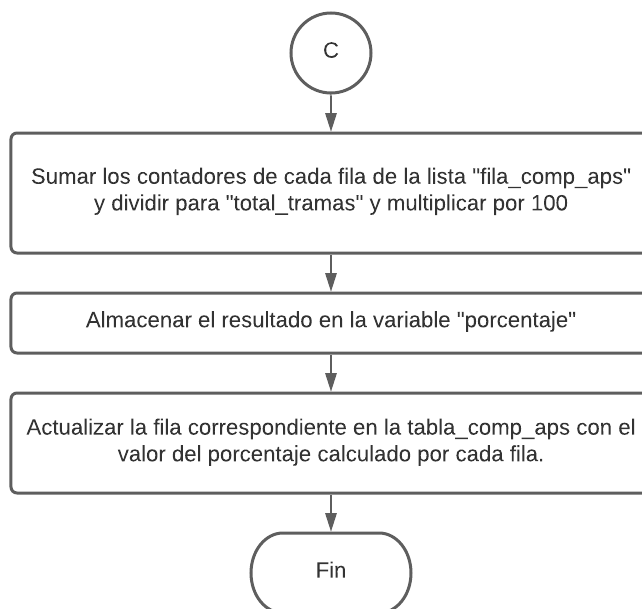 C
Sumar los contadores de cada fila de la lista "fila_comp_aps"
y dividir para "total_tramas" y multiplicar por 100
Almacenar el resultado en la variable "porcentaje"
Actualizar la fila correspondiente en la tabla_comp_aps con el
valor del porcentaje calculado por cada fila.
Fin